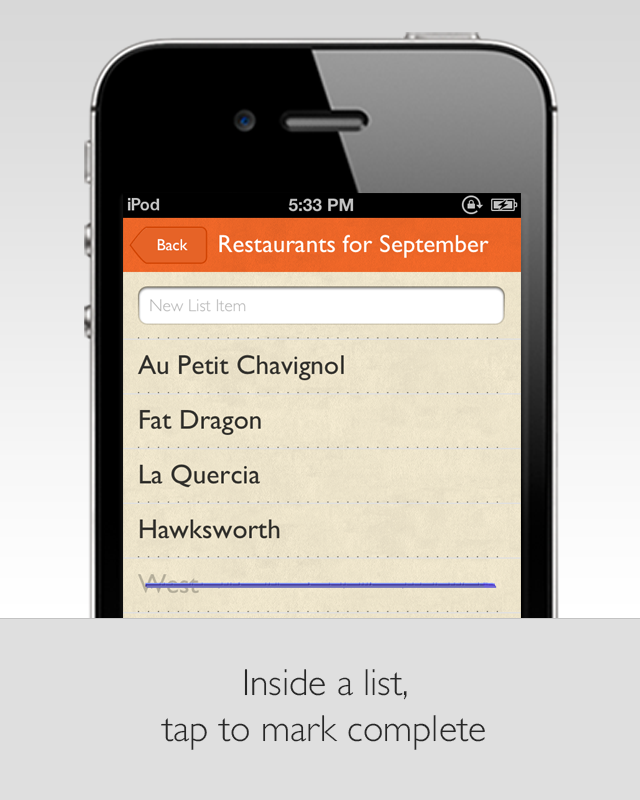 iPod 5:33 PM
Back Restaurants for September
New List Item
Au Petit Chavignol
Fat Dragon
La Quercia
Hawksworth
West
Inside a list,
tap to mark complete